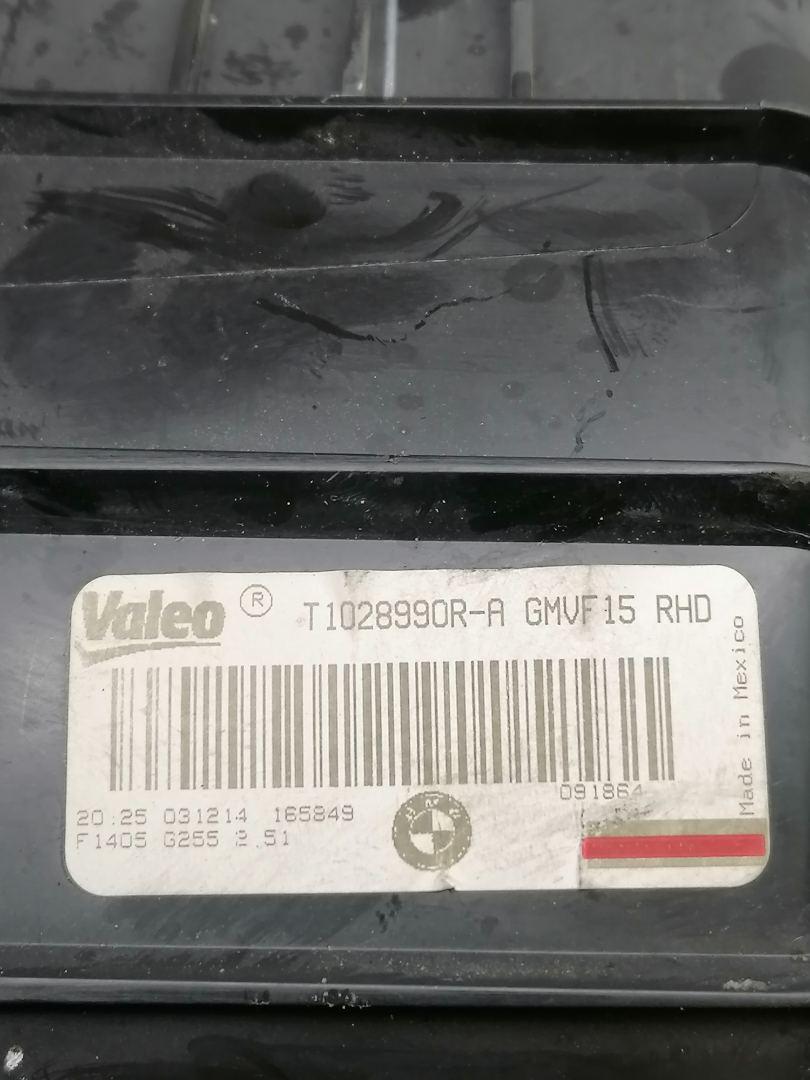 Valeo ® T1028990R-A GMVF15 RHD
Made in Mexico
091864
20:25 031214 165849
F1405 G255 2.51